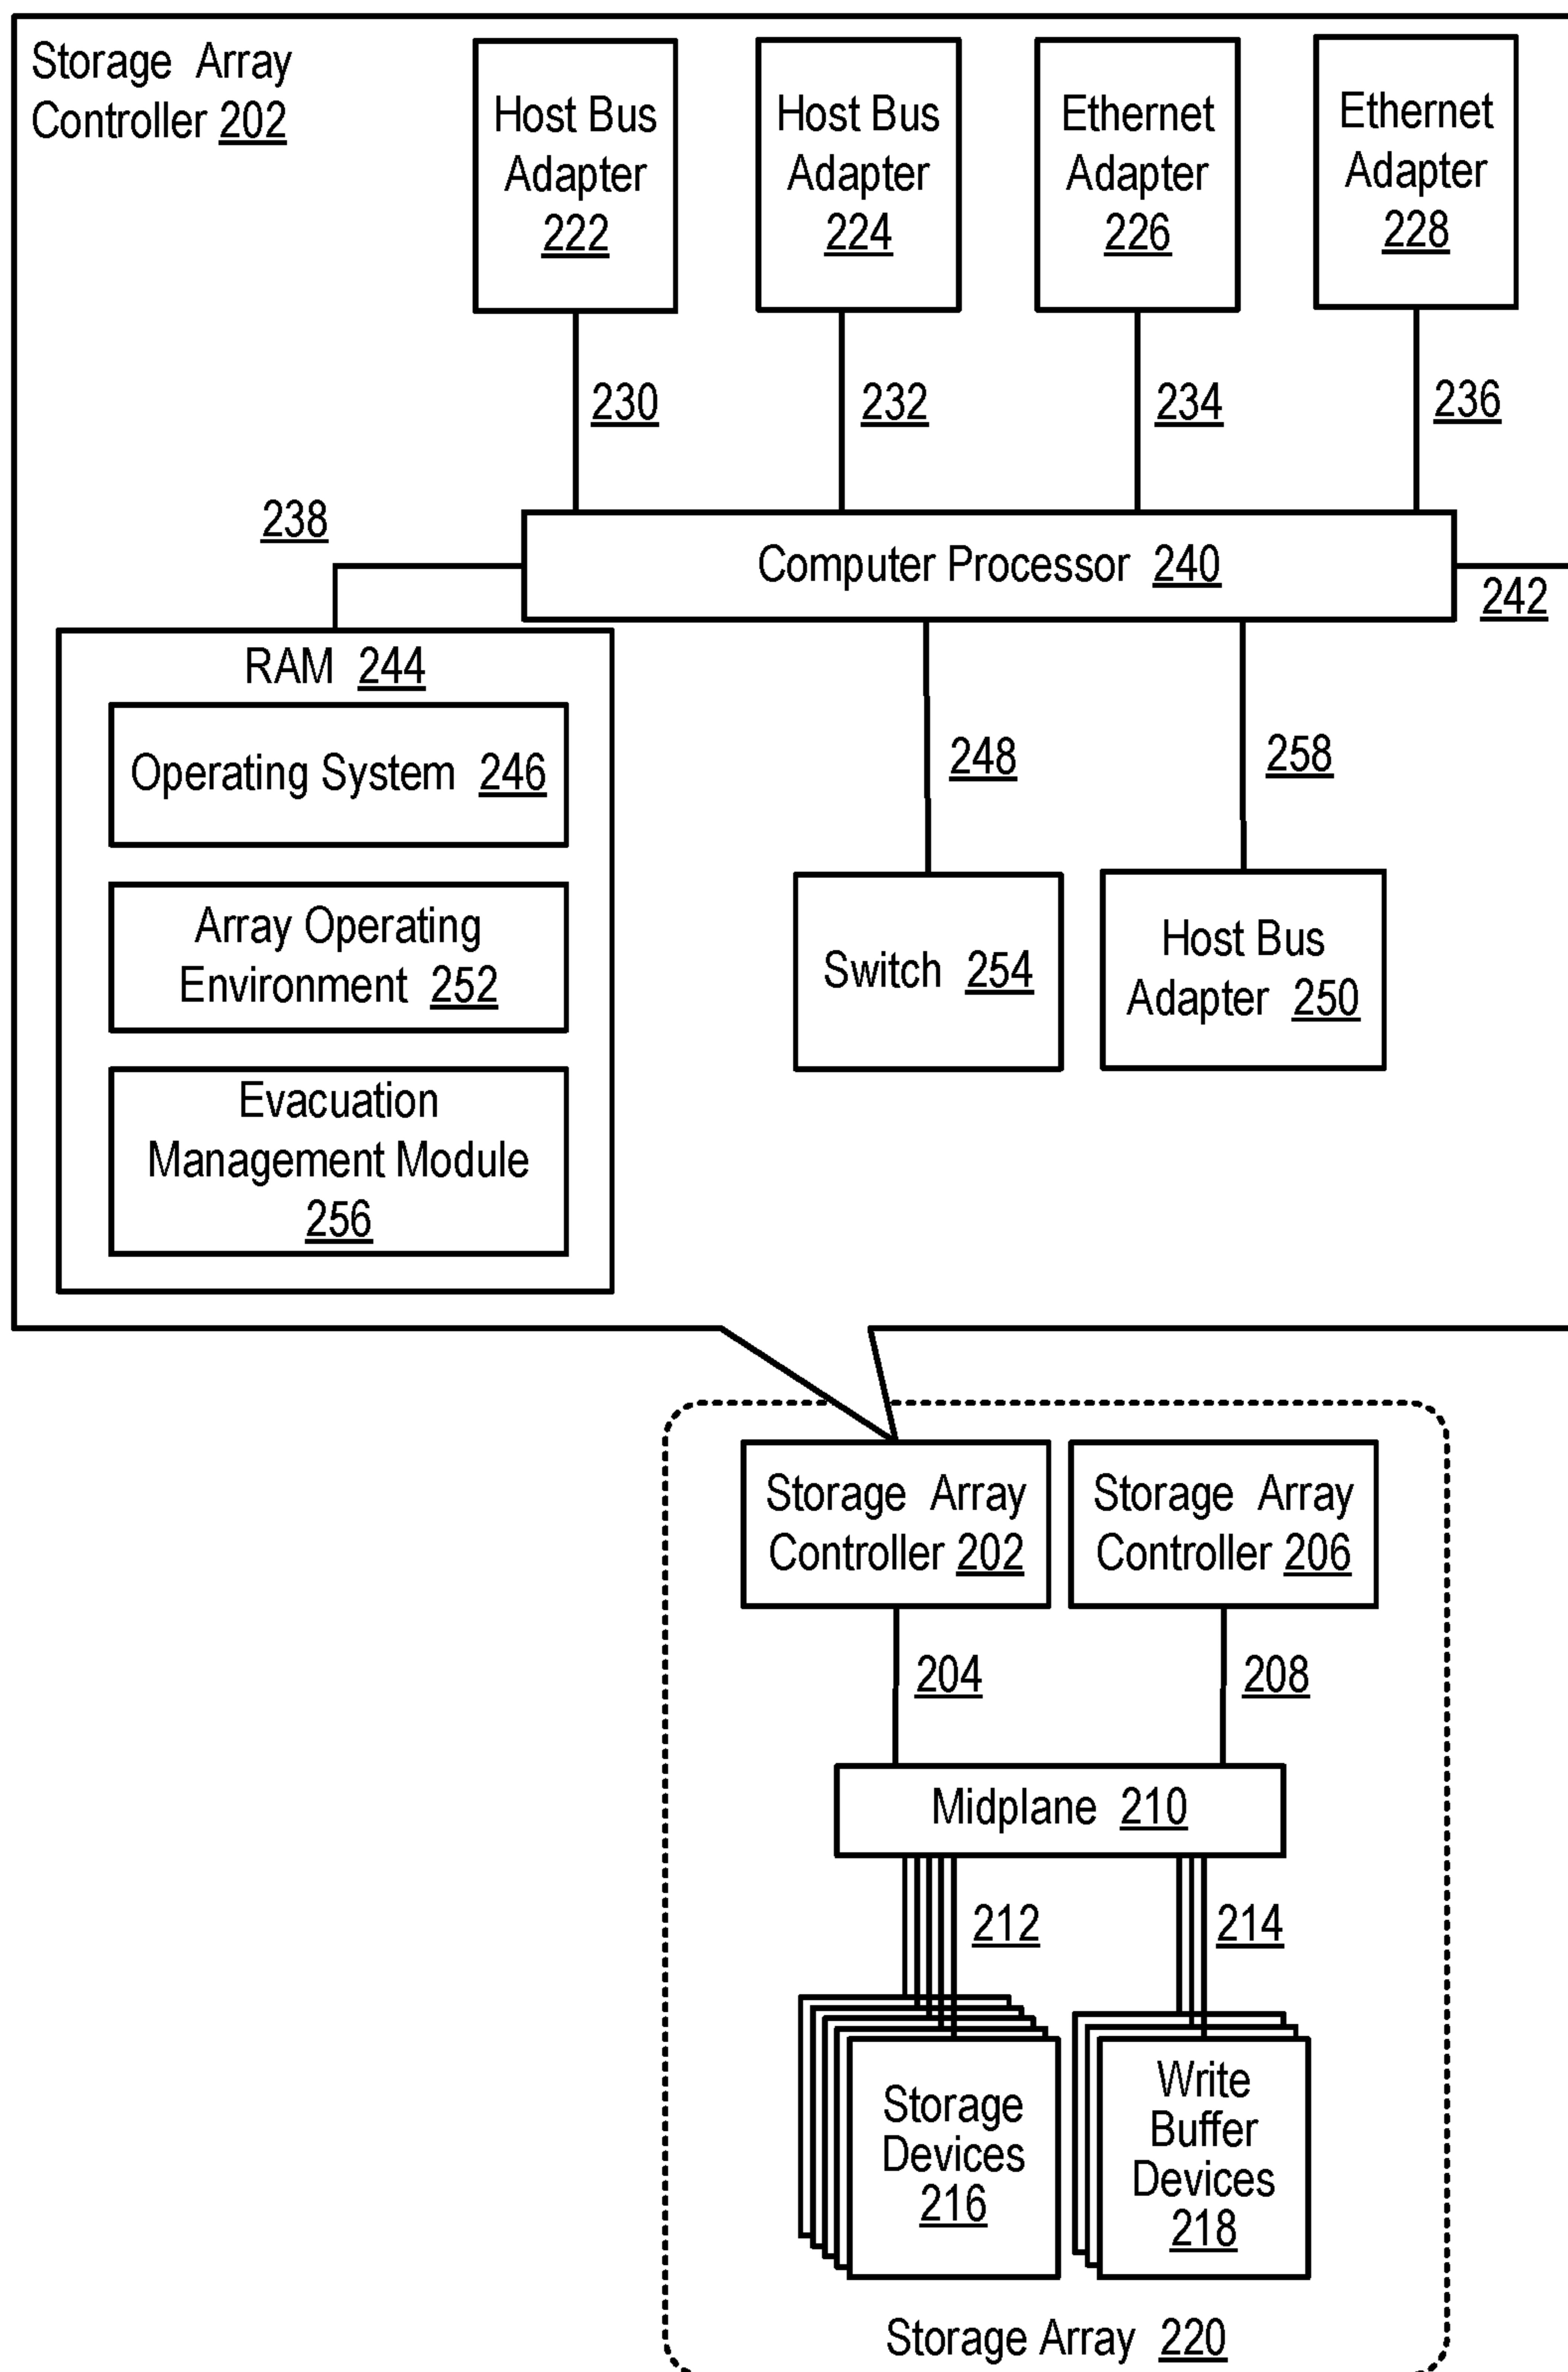 Storage Array
Controller 202
Host Bus
Adapter
222
Host Bus
Adapter
224
Ethernet
Adapter
226
Ethernet
Adapter
228
230
232
234
236
238
Computer Processor 240
242
RAM 244
Operating System 246
Array Operating
Environment 252
Evacuation
Management Module
256
248
258
Switch 254
Host Bus
Adapter 250
Storage Array
Controller 202
Storage Array
Controller 206
204
208
Midplane 210
212
214
Storage
Devices
216
Write
Buffer
Devices
218
Storage Array 220